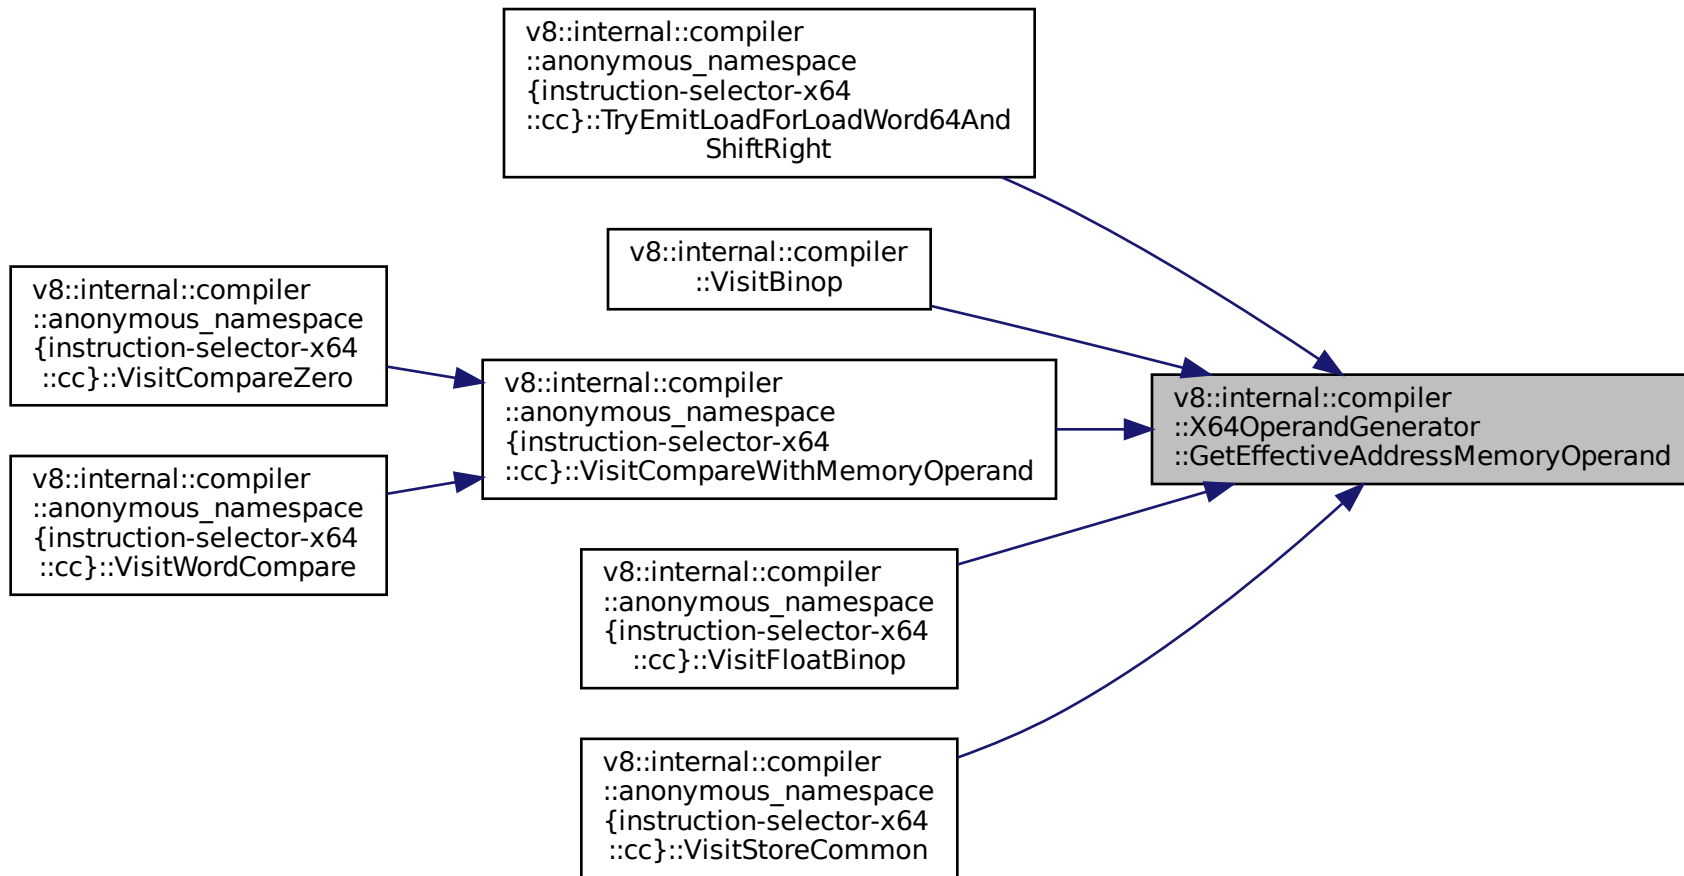 v8::internal::compiler
::anonymous_namespace
{instruction-selector-x64
::cc}::TryEmitLoadForLoadWord64And
ShiftRight
v8::internal::compiler
::VisitBinop
v8::internal::compiler
::anonymous_namespace
{instruction-selector-x64
::cc}::VisitCompareZero
v8::internal::compiler
::anonymous_namespace
{instruction-selector-x64
::cc}::VisitCompareWithMemoryOperand
v8::internal::compiler
::X64OperandGenerator
::GetEffectiveAddressMemoryOperand
v8::internal::compiler
::anonymous_namespace
{instruction-selector-x64
::cc}::VisitWordCompare
v8::internal::compiler
::anonymous_namespace
{instruction-selector-x64
::cc}::VisitFloatBinop
v8::internal::compiler
::anonymous_namespace
{instruction-selector-x64
::cc}::VisitStoreCommon